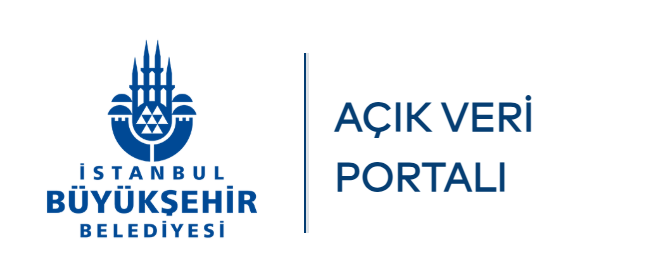 İSTANBUL
BÜYÜKŞEHİR
BELEDİYESİ
AÇIK VERİ
PORTALI